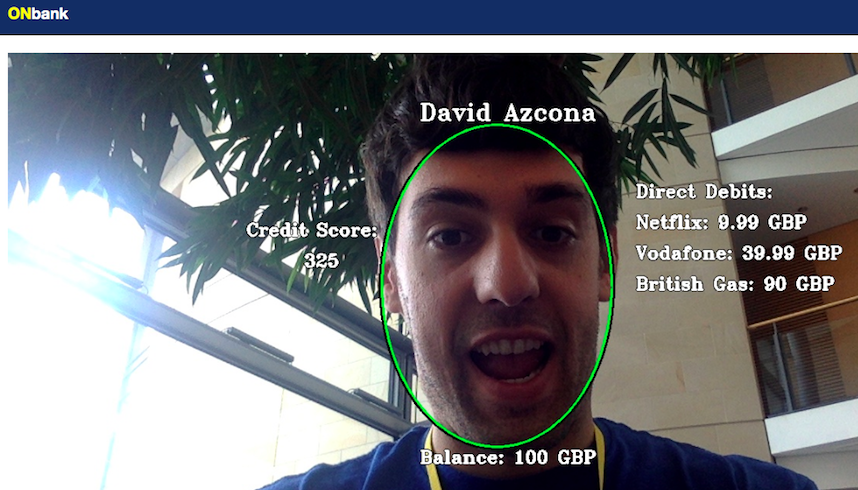 ONbank
David Azcona
Credit Score:
325
Direct Debits:
Netflix: 9.99 GBP
Vodafone: 39.99 GBP
British Gas: 90 GBP
Balance: 100 GBP